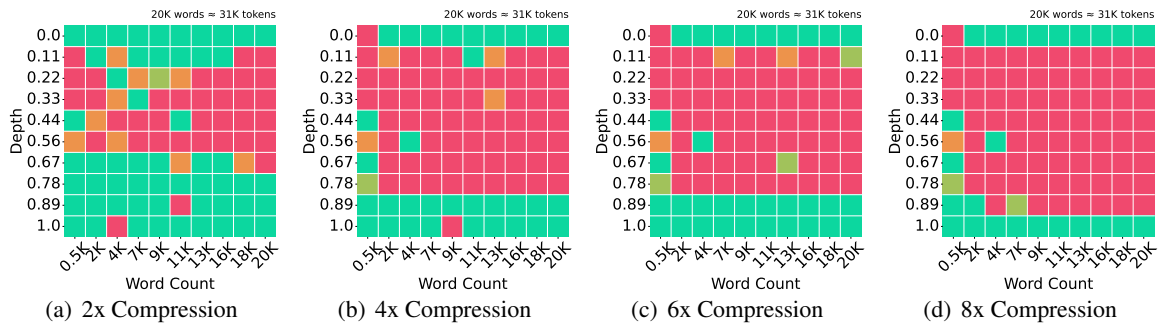 20K words ≈ 31K tokens
0.0
0.11
0.22
0.33
0.44
0.56
0.67
0.78
0.89
1.0
Depth
0.5K 2K 4K 7K 9K 11K 13K 16K 18K 20K
Word Count
(a) 2x Compression
20K words ≈ 31K tokens
0.0
0.11
0.22
0.33
0.44
0.56
0.67
0.78
0.89
1.0
Depth
0.5K 2K 4K 7K 9K 11K 13K 16K 18K 20K
Word Count
(b) 4x Compression
20K words ≈ 31K tokens
0.0
0.11
0.22
0.33
0.44
0.56
0.67
0.78
0.89
1.0
Depth
0.5K 2K 4K 7K 9K 11K 13K 16K 18K 20K
Word Count
(c) 6x Compression
20K words ≈ 31K tokens
0.0
0.11
0.22
0.33
0.44
0.56
0.67
0.78
0.89
1.0
Depth
0.5K 2K 4K 7K 9K 11K 13K 16K 18K 20K
Word Count
(d) 8x Compression